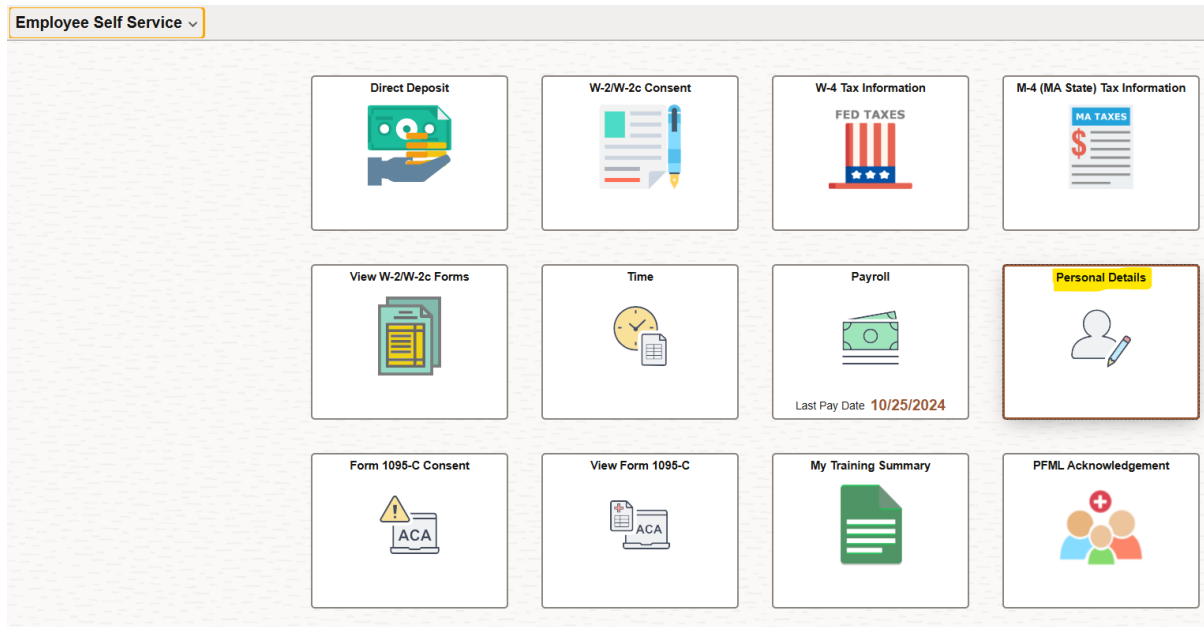 Employee Self Service
Direct Deposit
W-2/W-2c Consent
W-4 Tax Information
FED TAXES
M-4 (MA State) Tax Information
MA TAXES
$
View W-2/W-2c Forms
Time
Payroll
Last Pay Date 10/25/2024
Personal Details
Form 1095-C Consent
!
ACA
View Form 1095-C
ACA
My Training Summary
PFML Acknowledgement